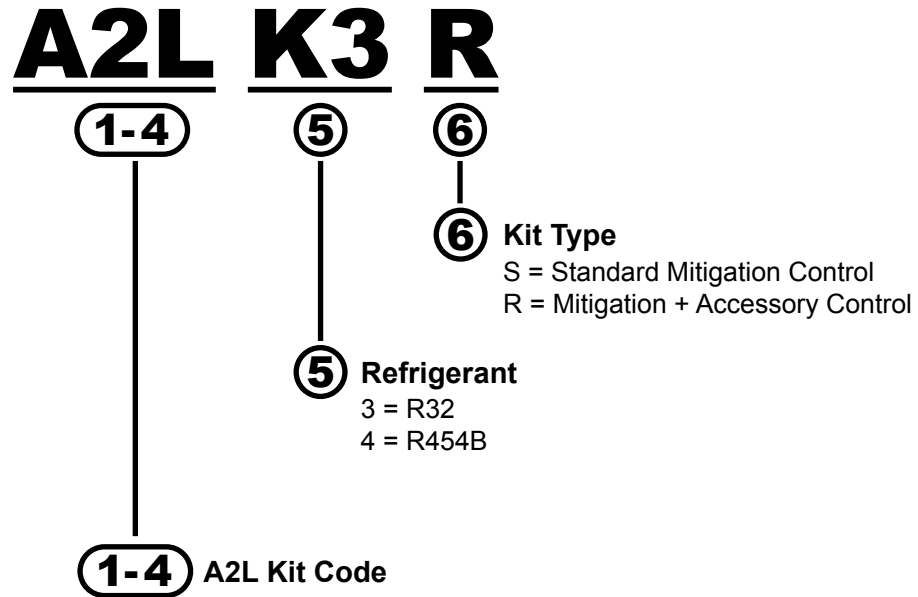 A2L K3 R
1-4 5 6
6 Kit Type
S = Standard Mitigation Control
R = Mitigation + Accessory Control
5 Refrigerant
3 = R32
4 = R454B
1-4 A2L Kit Code